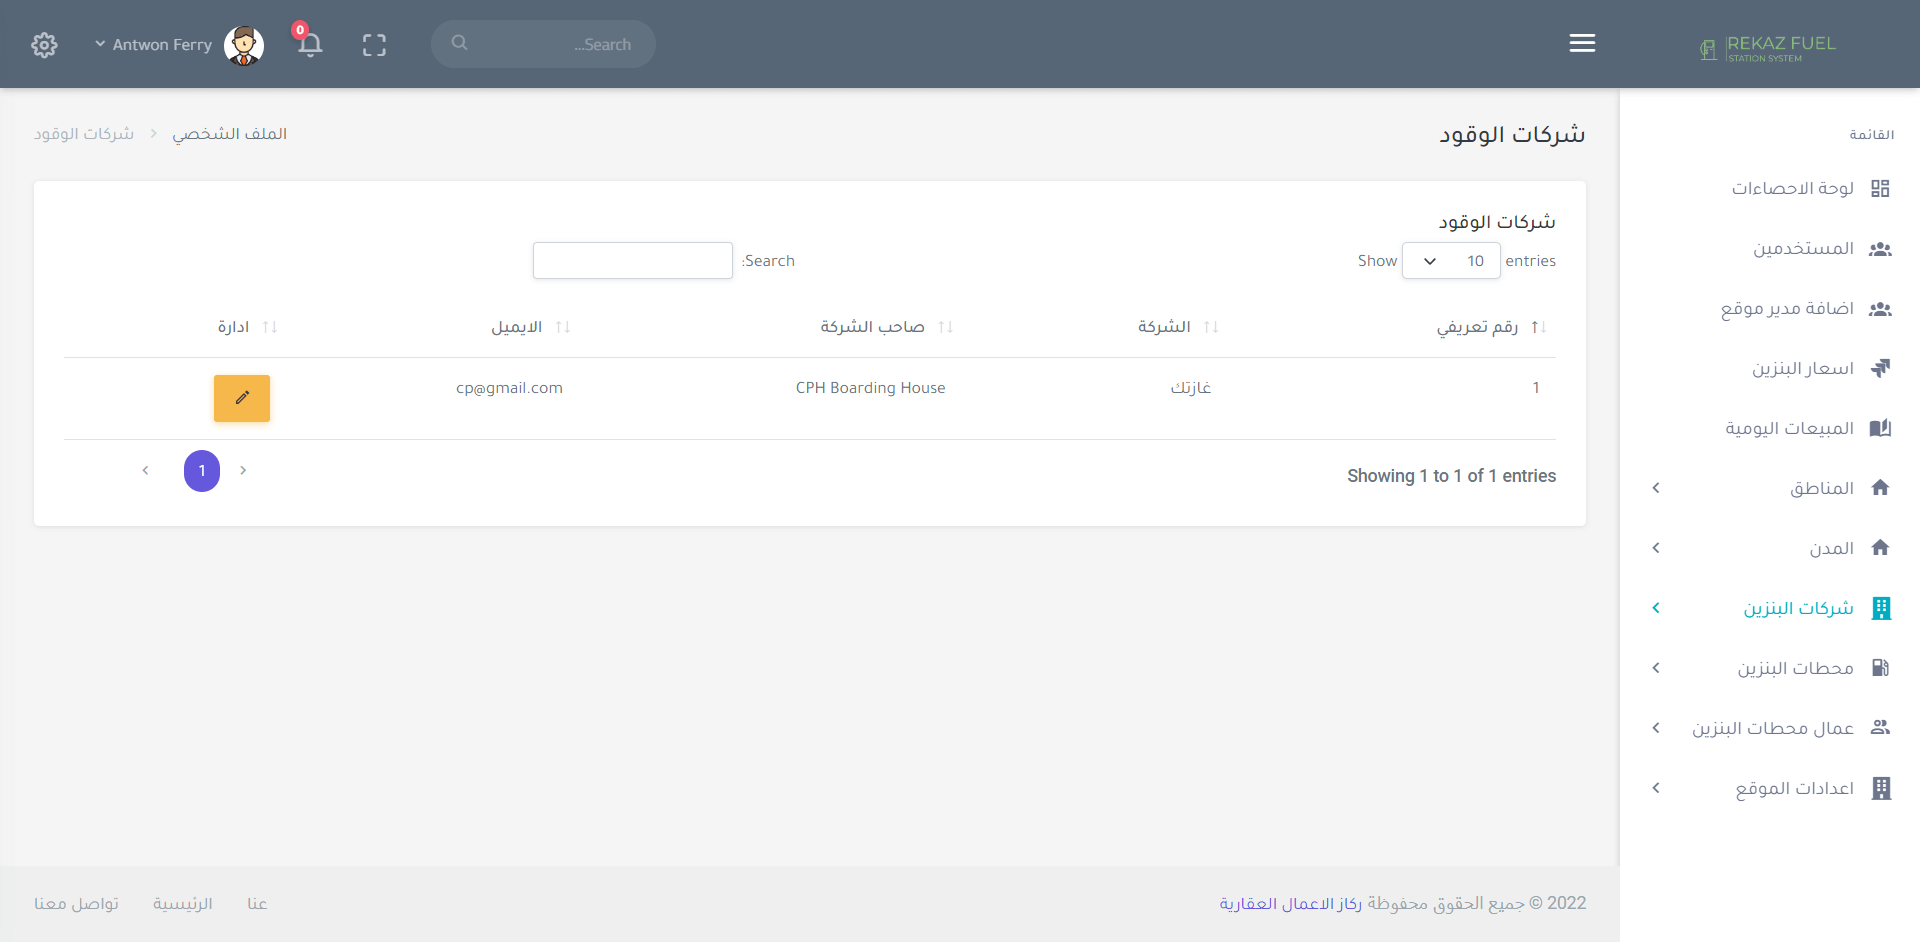 REKAZ FUEL
STATION SYSTEM
Search...
0
Antwon Ferry
القائمة
لوحة الاحصاءات
المستخدمين
اضافة مدير موقع
اسعار البنزين
المبيعات اليومية
المناطق
المدن
شركات البنزين
محطات البنزين
عمال محطات البنزين
اعدادات الموقع
شركات الوقود
الملف الشخصي
شركات الوقود
شركات الوقود
Show 10 entries
Search:
رقم تعريفي الشركة صاحب الشركة الايميل ادارة
1 غازتك CPH Boarding House cp@gmail.com
Showing 1 to 1 of 1 entries
1
2022 © جميع الحقوق محفوظة ركاز الاعمال العقارية
عنا الرئيسية تواصل معنا